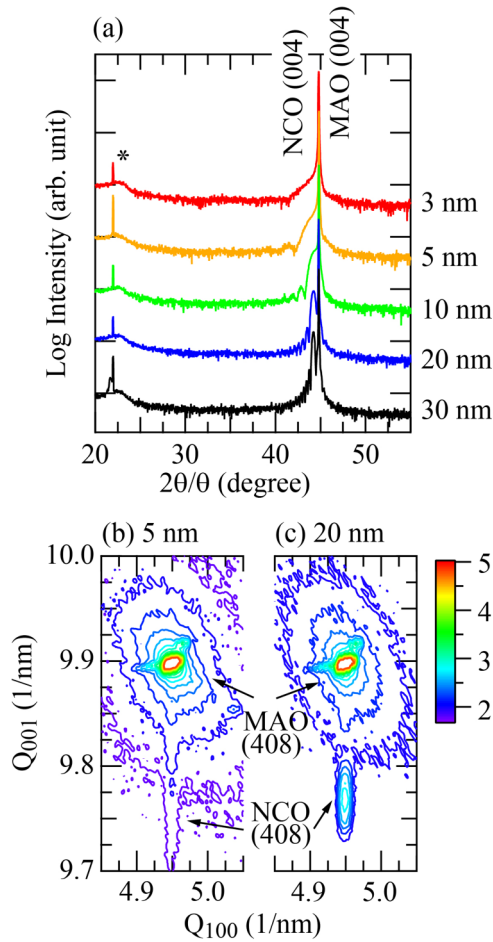 (a)
NCO (004)
MAO (004)
*
3 nm
5 nm
10 nm
20 nm
30 nm
Log Intensity (arb. unit)
20 30 40 50
2θ/θ (degree)
(b) 5 nm
(c) 20 nm
10.0
9.9
9.8
9.7
Q001 (1/nm)
MAO
(408)
NCO
(408)
5
4
3
2
4.9 5.0
4.9 5.0
Q100 (1/nm)